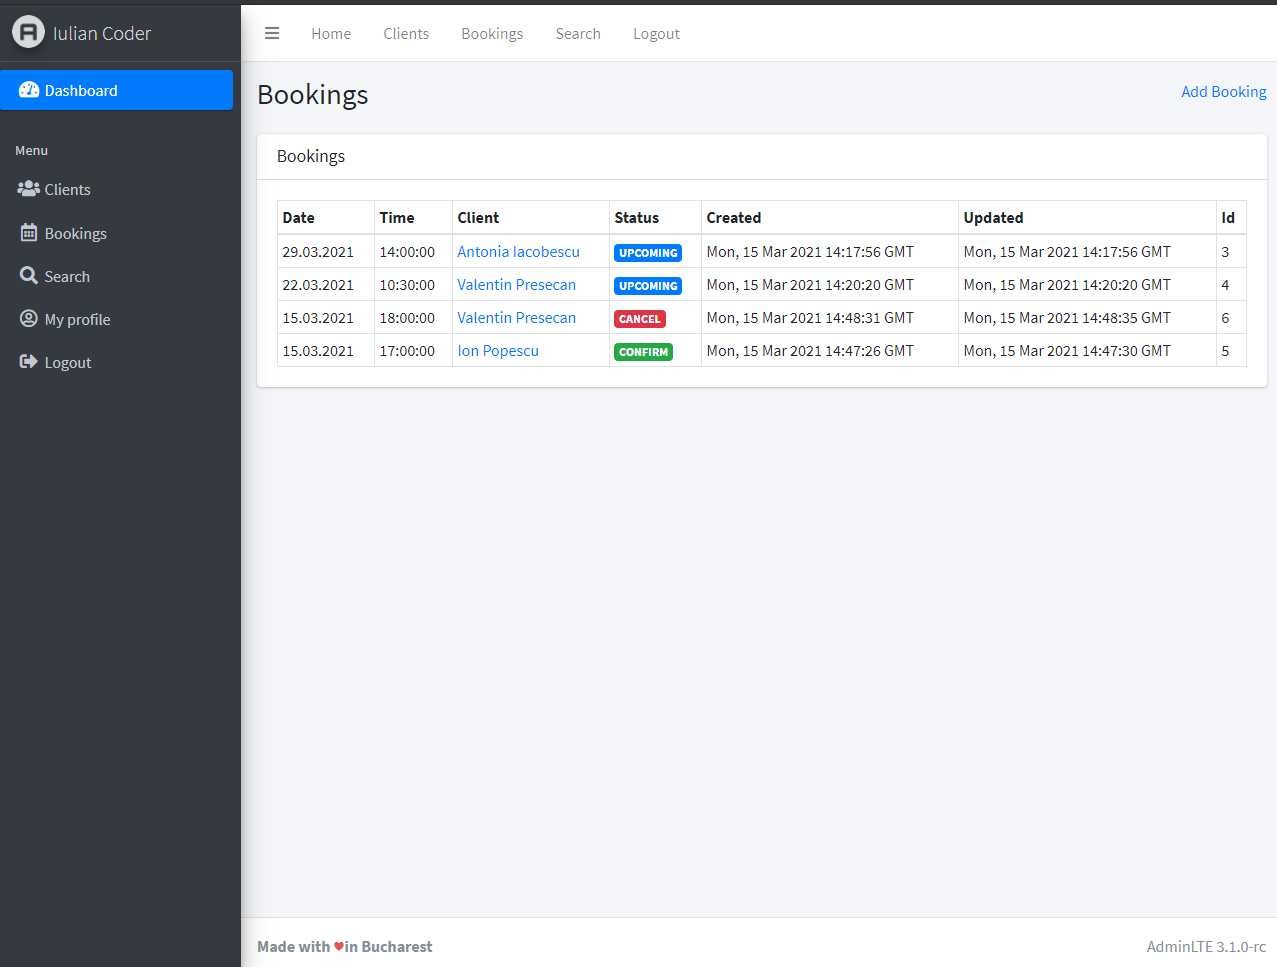 Iulian Coder
Home Clients Bookings Search Logout
Dashboard
Menu
Clients
Bookings
Search
My profile
Logout
Bookings
Add Booking
Bookings
Date Time Client Status Created Updated Id
29.03.2021 14:00:00 Antonia Iacobescu UPCOMING Mon, 15 Mar 2021 14:17:56 GMT Mon, 15 Mar 2021 14:17:56 GMT 3
22.03.2021 10:30:00 Valentin Presecan UPCOMING Mon, 15 Mar 2021 14:20:20 GMT Mon, 15 Mar 2021 14:20:20 GMT 4
15.03.2021 18:00:00 Valentin Presecan CANCEL Mon, 15 Mar 2021 14:48:31 GMT Mon, 15 Mar 2021 14:48:35 GMT 6
15.03.2021 17:00:00 Ion Popescu CONFIRM Mon, 15 Mar 2021 14:47:26 GMT Mon, 15 Mar 2021 14:47:30 GMT 5
Made with ♥in Bucharest
AdminLTE 3.1.0-rc